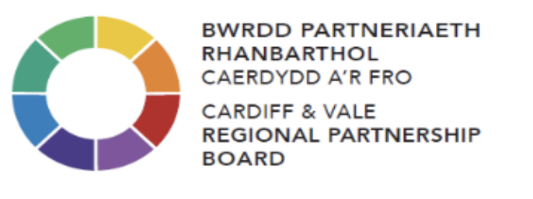 BWRDD PARTNERIAETH
RHANBARTHOL
CAERDYDD A'R FRO
CARDIFF & VALE
REGIONAL PARTNERSHIP
BOARD